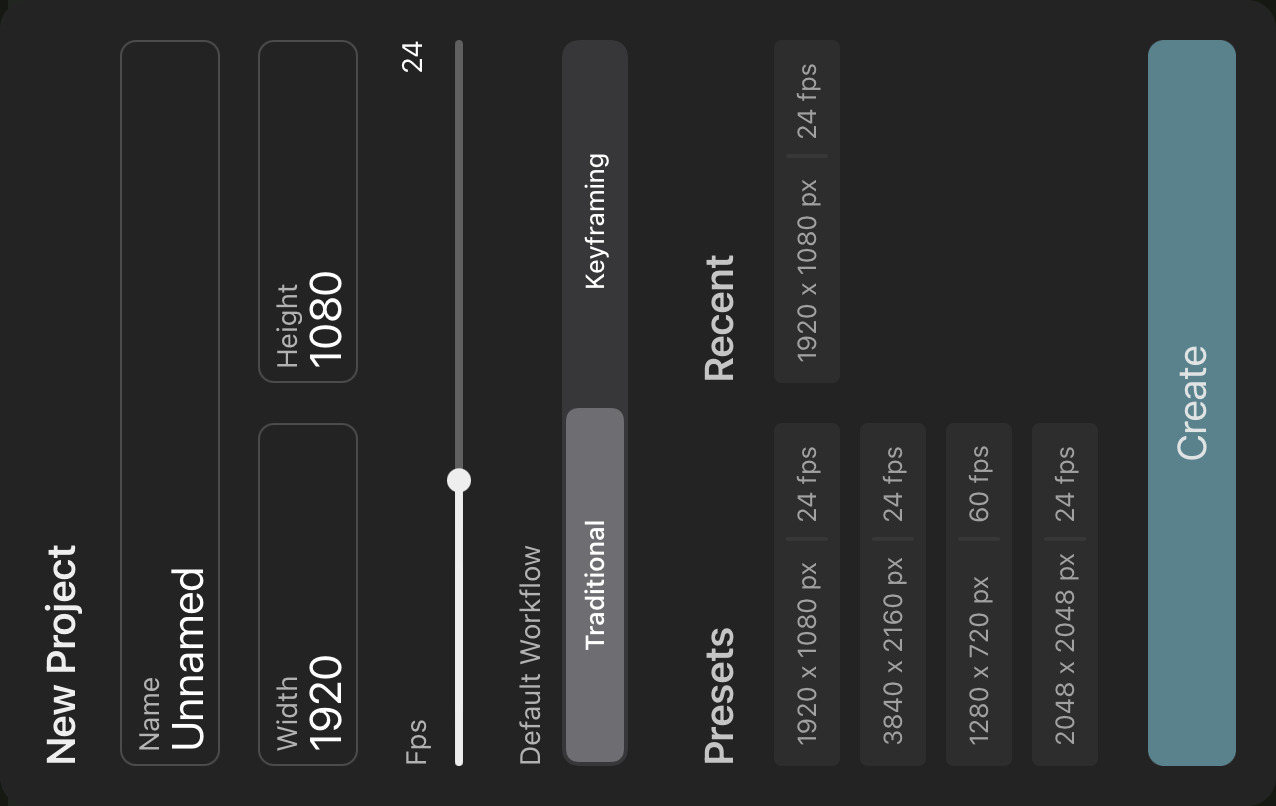 New Project
Name
Unnamed
Width
1920
Height
1080
Fps
24
Default Workflow
Traditional
Keyframing
Presets
1920 x 1080 px
24 fps
3840 x 2160 px
24 fps
1280 x 720 px
60 fps
2048 x 2048 px
24 fps
Recent
1920 x 1080 px
24 fps
Create